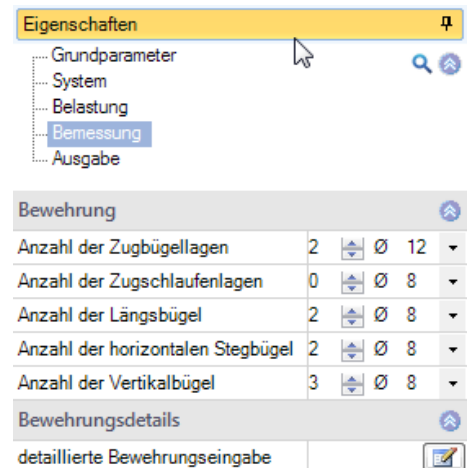 Eigenschaften
Grundparameter
System
Belastung
Bemessung
Ausgabe
Bewehrung
Anzahl der Zugbügellagen 2 Ø 12
Anzahl der Zugschlaufenlagen 0 Ø 8
Anzahl der Längsbügel 2 Ø 8
Anzahl der horizontalen Stegbügel 2 Ø 8
Anzahl der Vertikalbügel 3 Ø 8
Bewehrungsdetails
detaillierte Bewehrungseingabe